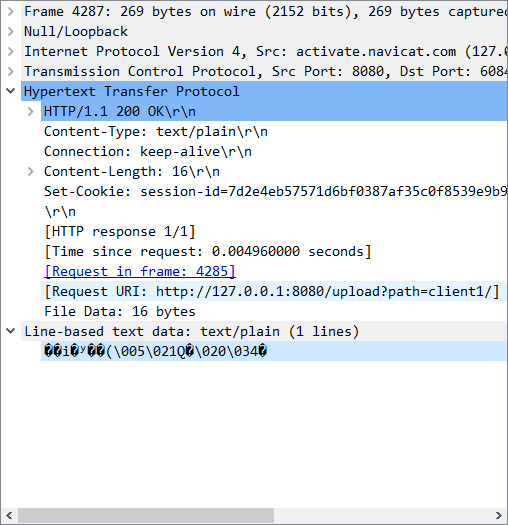 Frame 4287: 269 bytes on wire (2152 bits), 269 bytes captured
Null/Loopback
Internet Protocol Version 4, Src: activate.navicat.com (127.0
Transmission Control Protocol, Src Port: 8080, Dst Port: 6084
Hypertext Transfer Protocol
HTTP/1.1 200 OK\r\n
Content-Type: text/plain\r\n
Connection: keep-alive\r\n
Content-Length: 16\r\n
Set-Cookie: session-id=7d2e4eb57571d6bf0387af35c0f8539e9b9
\r\n
[HTTP response 1/1]
[Time since request: 0.004960000 seconds]
[Request in frame: 4285]
[Request URI: http://127.0.0.1:8080/upload?path=client1/]
File Data: 16 bytes
Line-based text data: text/plain (1 lines)
��i�ʸ��(\005\021Q�\020\034�